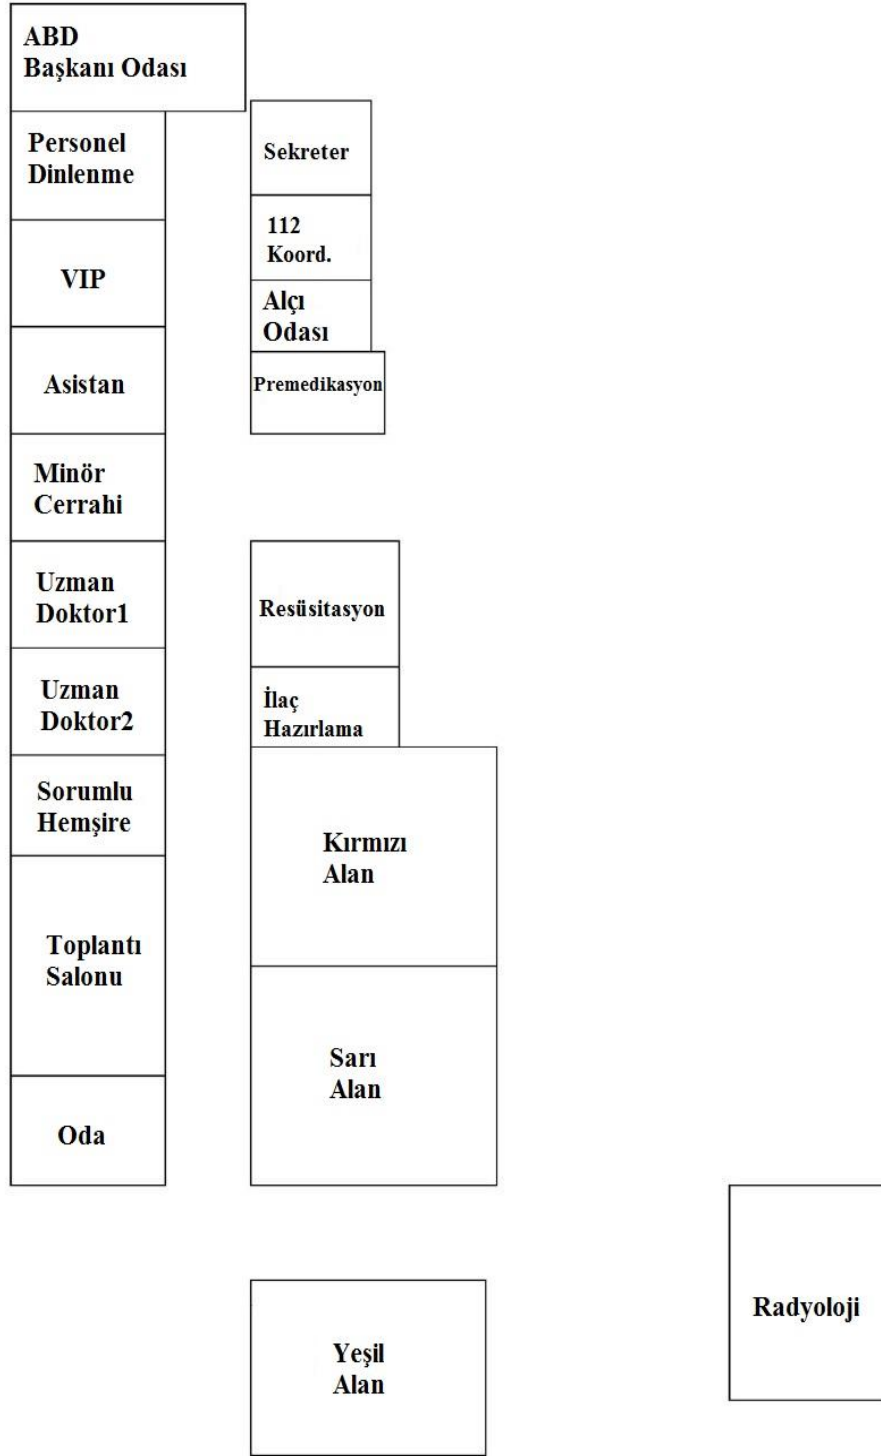 ABD
Başkanı Odası
Personel
Dinlenme
VIP
Asistan
Minör
Cerrahi
Uzman
Doktor1
Uzman
Doktor2
Sorumlu
Hemşire
Toplantı
Salonu
Oda
Sekreter
112
Koord.
Alçı
Odası
Premedikasyon
Resüsitasyon
İlaç
Hazırlama
Kırmızı
Alan
Sarı
Alan
Yeşil
Alan
Radyoloji